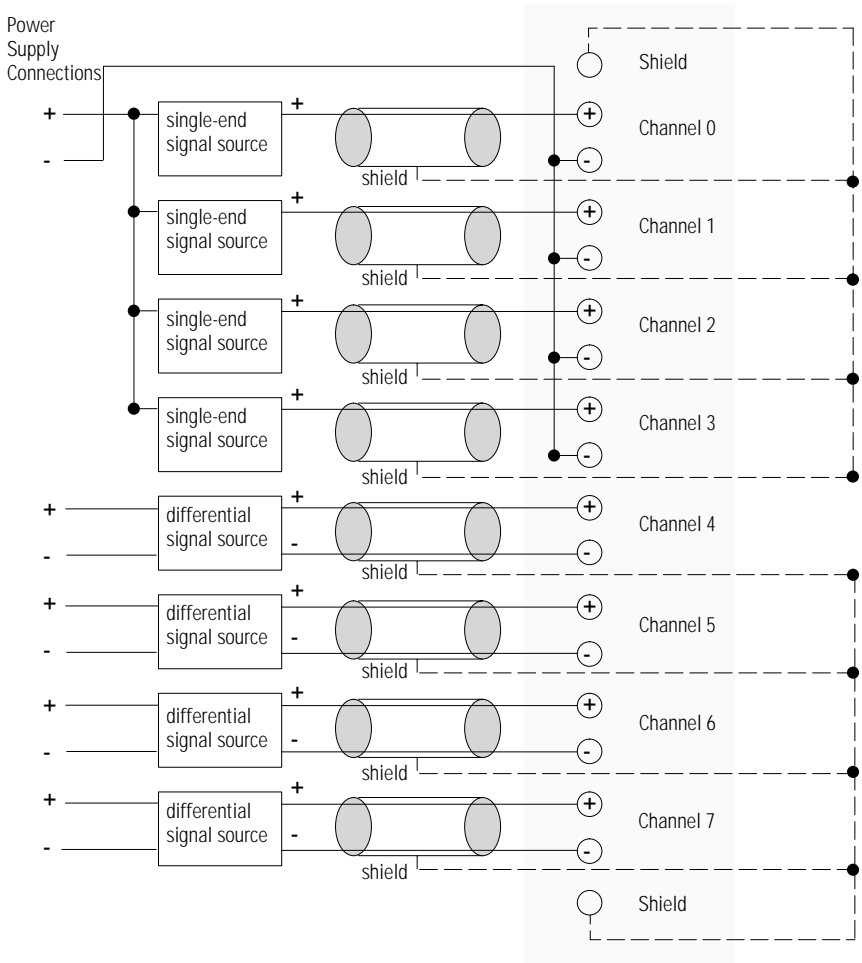 Power
Supply
Connections
+
-
single-end
signal source
+
shield
Shield
+
Channel 0
-
single-end
signal source
+
shield
+
Channel 1
-
single-end
signal source
+
shield
+
Channel 2
-
single-end
signal source
+
shield
+
Channel 3
-
+
-
differential
signal source
+
-
shield
+
Channel 4
-
+
-
differential
signal source
+
-
shield
+
Channel 5
-
+
-
differential
signal source
+
-
shield
+
Channel 6
-
+
-
differential
signal source
+
-
shield
+
Channel 7
-
Shield